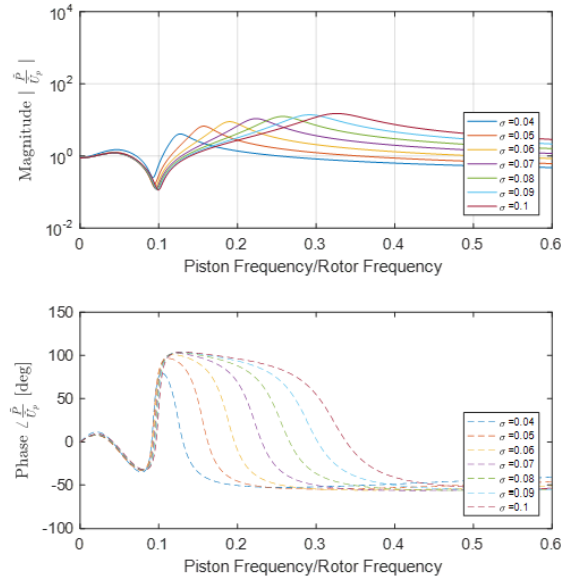 Magnitude | P̂/Û_p |
10^4
10^2
10^0
10^-2
0 0.1 0.2 0.3 0.4 0.5 0.6
Piston Frequency/Rotor Frequency
σ =0.04
σ =0.05
σ =0.06
σ =0.07
σ =0.08
σ =0.09
σ =0.1
Phase ∠ P̂/Û_p [deg]
150
100
50
0
-50
-100
0 0.1 0.2 0.3 0.4 0.5 0.6
Piston Frequency/Rotor Frequency
σ =0.04
σ =0.05
σ =0.06
σ =0.07
σ =0.08
σ =0.09
σ =0.1